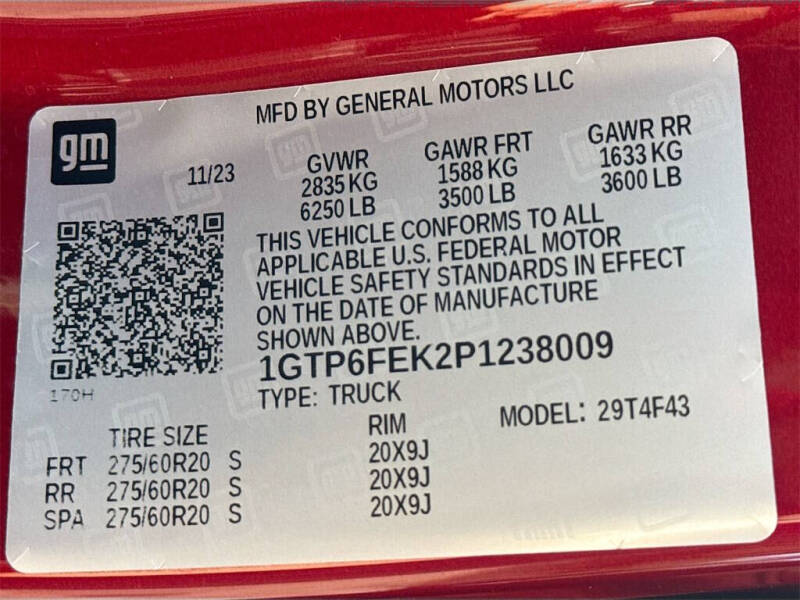 MFD BY GENERAL MOTORS LLC
gm
11/23
GVWR
2835 KG
6250 LB
GAWR FRT
1588 KG
3500 LB
GAWR RR
1633 KG
3600 LB
THIS VEHICLE CONFORMS TO ALL
APPLICABLE U.S. FEDERAL MOTOR
VEHICLE SAFETY STANDARDS IN EFFECT
ON THE DATE OF MANUFACTURE
SHOWN ABOVE.
1GTP6FEK2P1238009
170H
TYPE: TRUCK
MODEL: 29T4F43
TIRE SIZE RIM
FRT 275/60R20 S 20X9J
RR 275/60R20 S 20X9J
SPA 275/60R20 S 20X9J